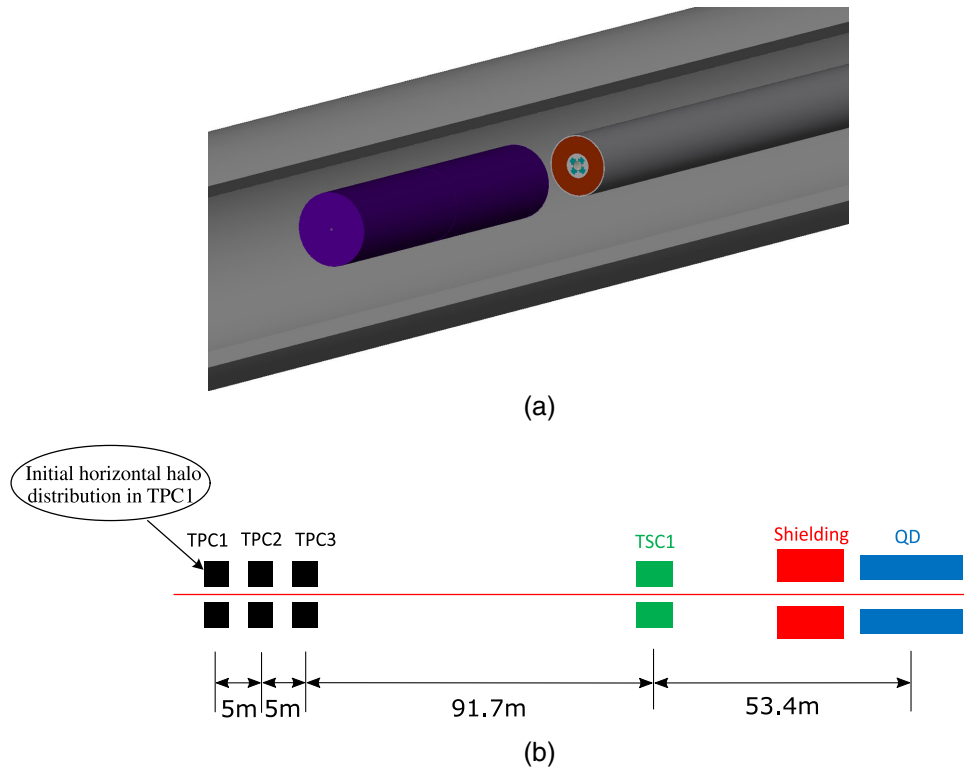 (a)
Initial horizontal halo
distribution in TPC1
TPC1 TPC2 TPC3
TSC1
Shielding
QD
5m 5m
91.7m
53.4m
(b)